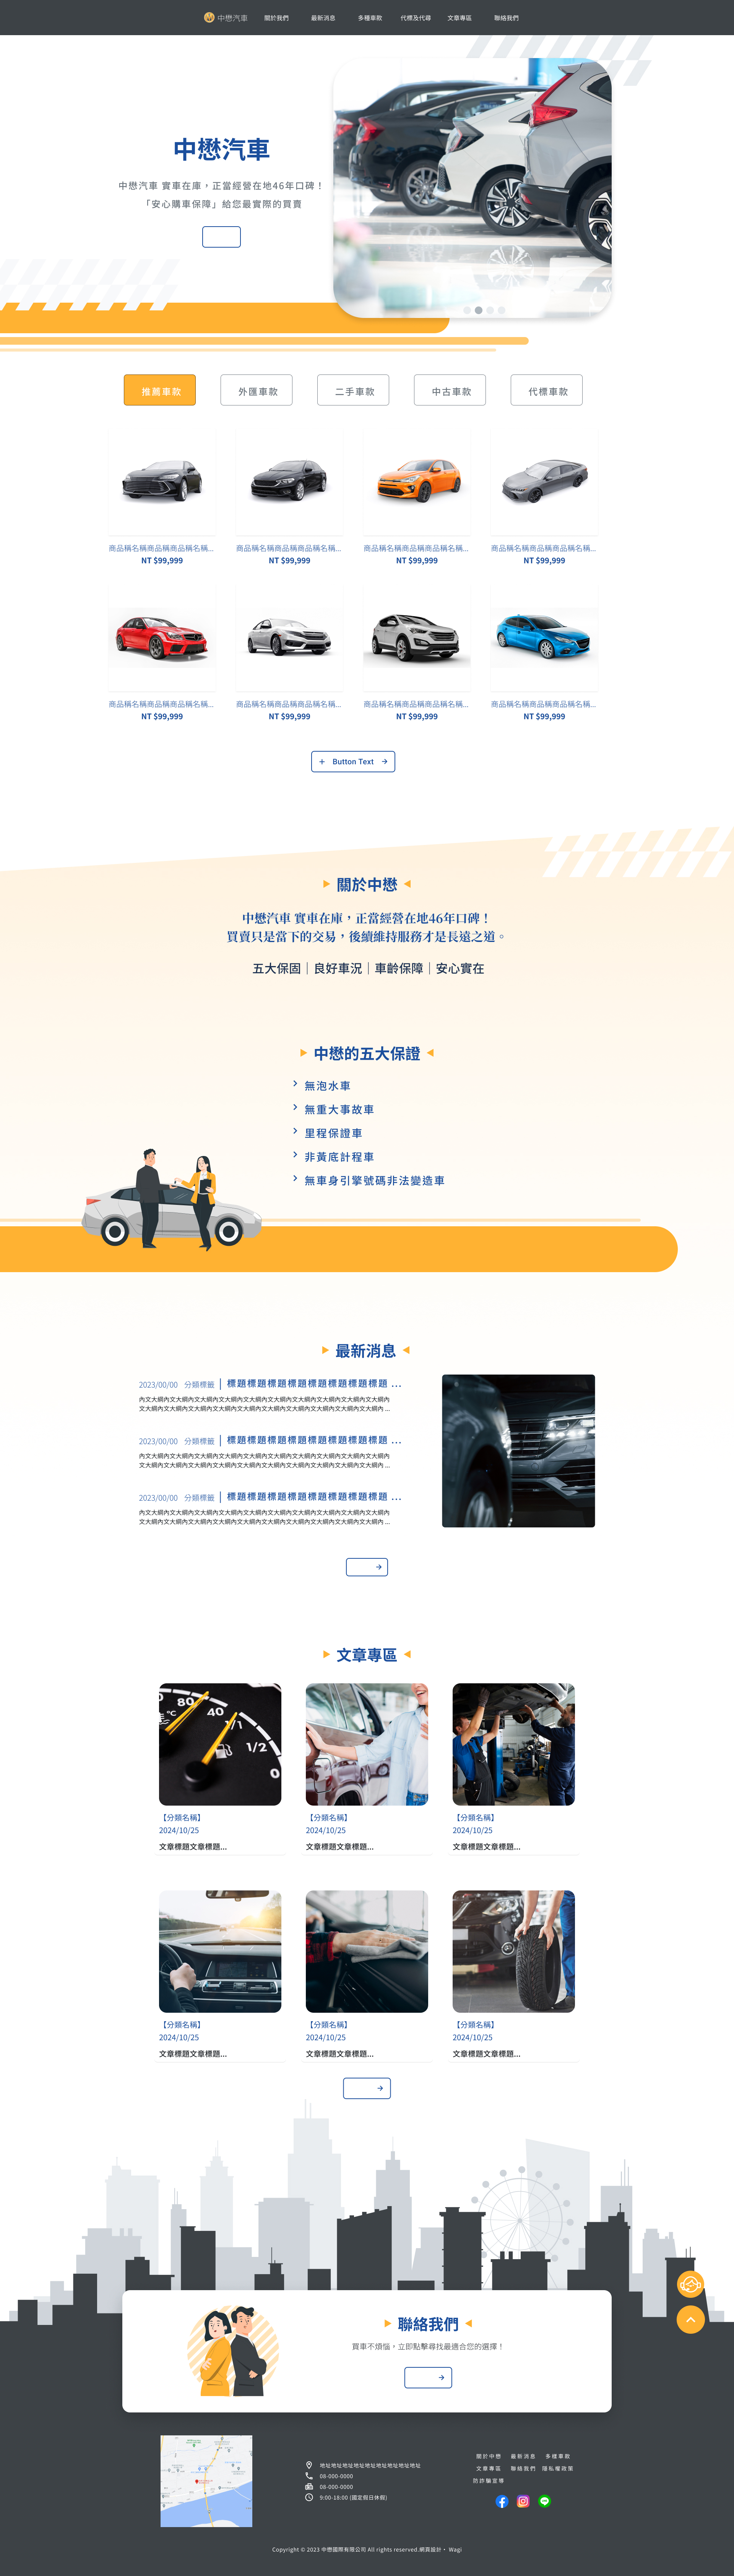 中懋汽車
關於我們
最新消息
多種車款
代標及代尋
文章專區
聯絡我們
中懋汽車
中懋汽車 實車在庫，正當經營在地46年口碑！
「安心購車保障」給您最實際的買賣
推薦車款
外匯車款
二手車款
中古車款
代標車款
商品稱名稱商品稱商品稱名稱...
商品稱名稱商品稱商品稱名稱...
商品稱名稱商品稱商品稱名稱...
商品稱名稱商品稱商品稱名稱...
NT $99,999
NT $99,999
NT $99,999
NT $99,999
商品稱名稱商品稱商品稱名稱...
商品稱名稱商品稱商品稱名稱...
商品稱名稱商品稱商品稱名稱...
商品稱名稱商品稱商品稱名稱...
NT $99,999
NT $99,999
NT $99,999
NT $99,999
Button Text
關於中懋
中懋汽車 實車在庫，正當經營在地46年口碑！
買賣只是當下的交易，後續維持服務才是長遠之道。
五大保固｜良好車況｜車齡保障｜安心實在
中懋的五大保證
無泡水車
無重大事故車
里程保證車
非黃底計程車
無車身引擎號碼非法變造車
最新消息
2023/00/00 分類標籤 標題標題標題標題標題標題標題標題 ...
內文大綱內文大綱內文大綱內文大綱內文大綱內文大綱內文大綱內文大綱內文大綱內
文大綱內文大綱內文大綱內文大綱內文大綱內文大綱內文大綱內文大綱內文大綱內 ...
2023/00/00 分類標籤 標題標題標題標題標題標題標題標題 ...
內文大綱內文大綱內文大綱內文大綱內文大綱內文大綱內文大綱內文大綱內文大綱內
文大綱內文大綱內文大綱內文大綱內文大綱內文大綱內文大綱內文大綱內文大綱內 ...
2023/00/00 分類標籤 標題標題標題標題標題標題標題標題 ...
內文大綱內文大綱內文大綱內文大綱內文大綱內文大綱內文大綱內文大綱內文大綱內
文大綱內文大綱內文大綱內文大綱內文大綱內文大綱內文大綱內文大綱內文大綱內 ...
文章專區
80
40
°C
1/1
1/2
0
【分類名稱】
【分類名稱】
【分類名稱】
2024/10/25
2024/10/25
2024/10/25
文章標題文章標題...
文章標題文章標題...
文章標題文章標題...
【分類名稱】
【分類名稱】
【分類名稱】
2024/10/25
2024/10/25
2024/10/25
文章標題文章標題...
文章標題文章標題...
文章標題文章標題...
聯絡我們
買車不煩惱，立即點擊尋找最適合您的選擇！
地址地址地址地址地址地址地址地址地址
08-000-0000
08-000-0000
9:00-18:00 (國定假日休假)
關於中懋
最新消息
多樣車款
文章專區
聯絡我們
隱私權政策
防詐騙宣導
Copyright © 2023 中懋國際有限公司 All rights reserved.網頁設計・ Wagi